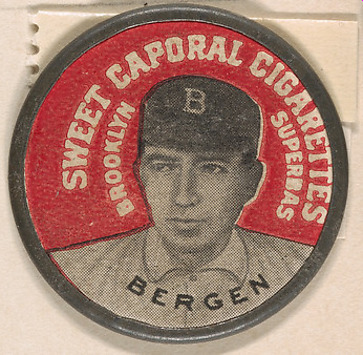 SWEET CAPORAL CIGARETTES
BROOKLYN
SUPERBAS
B
BERGEN